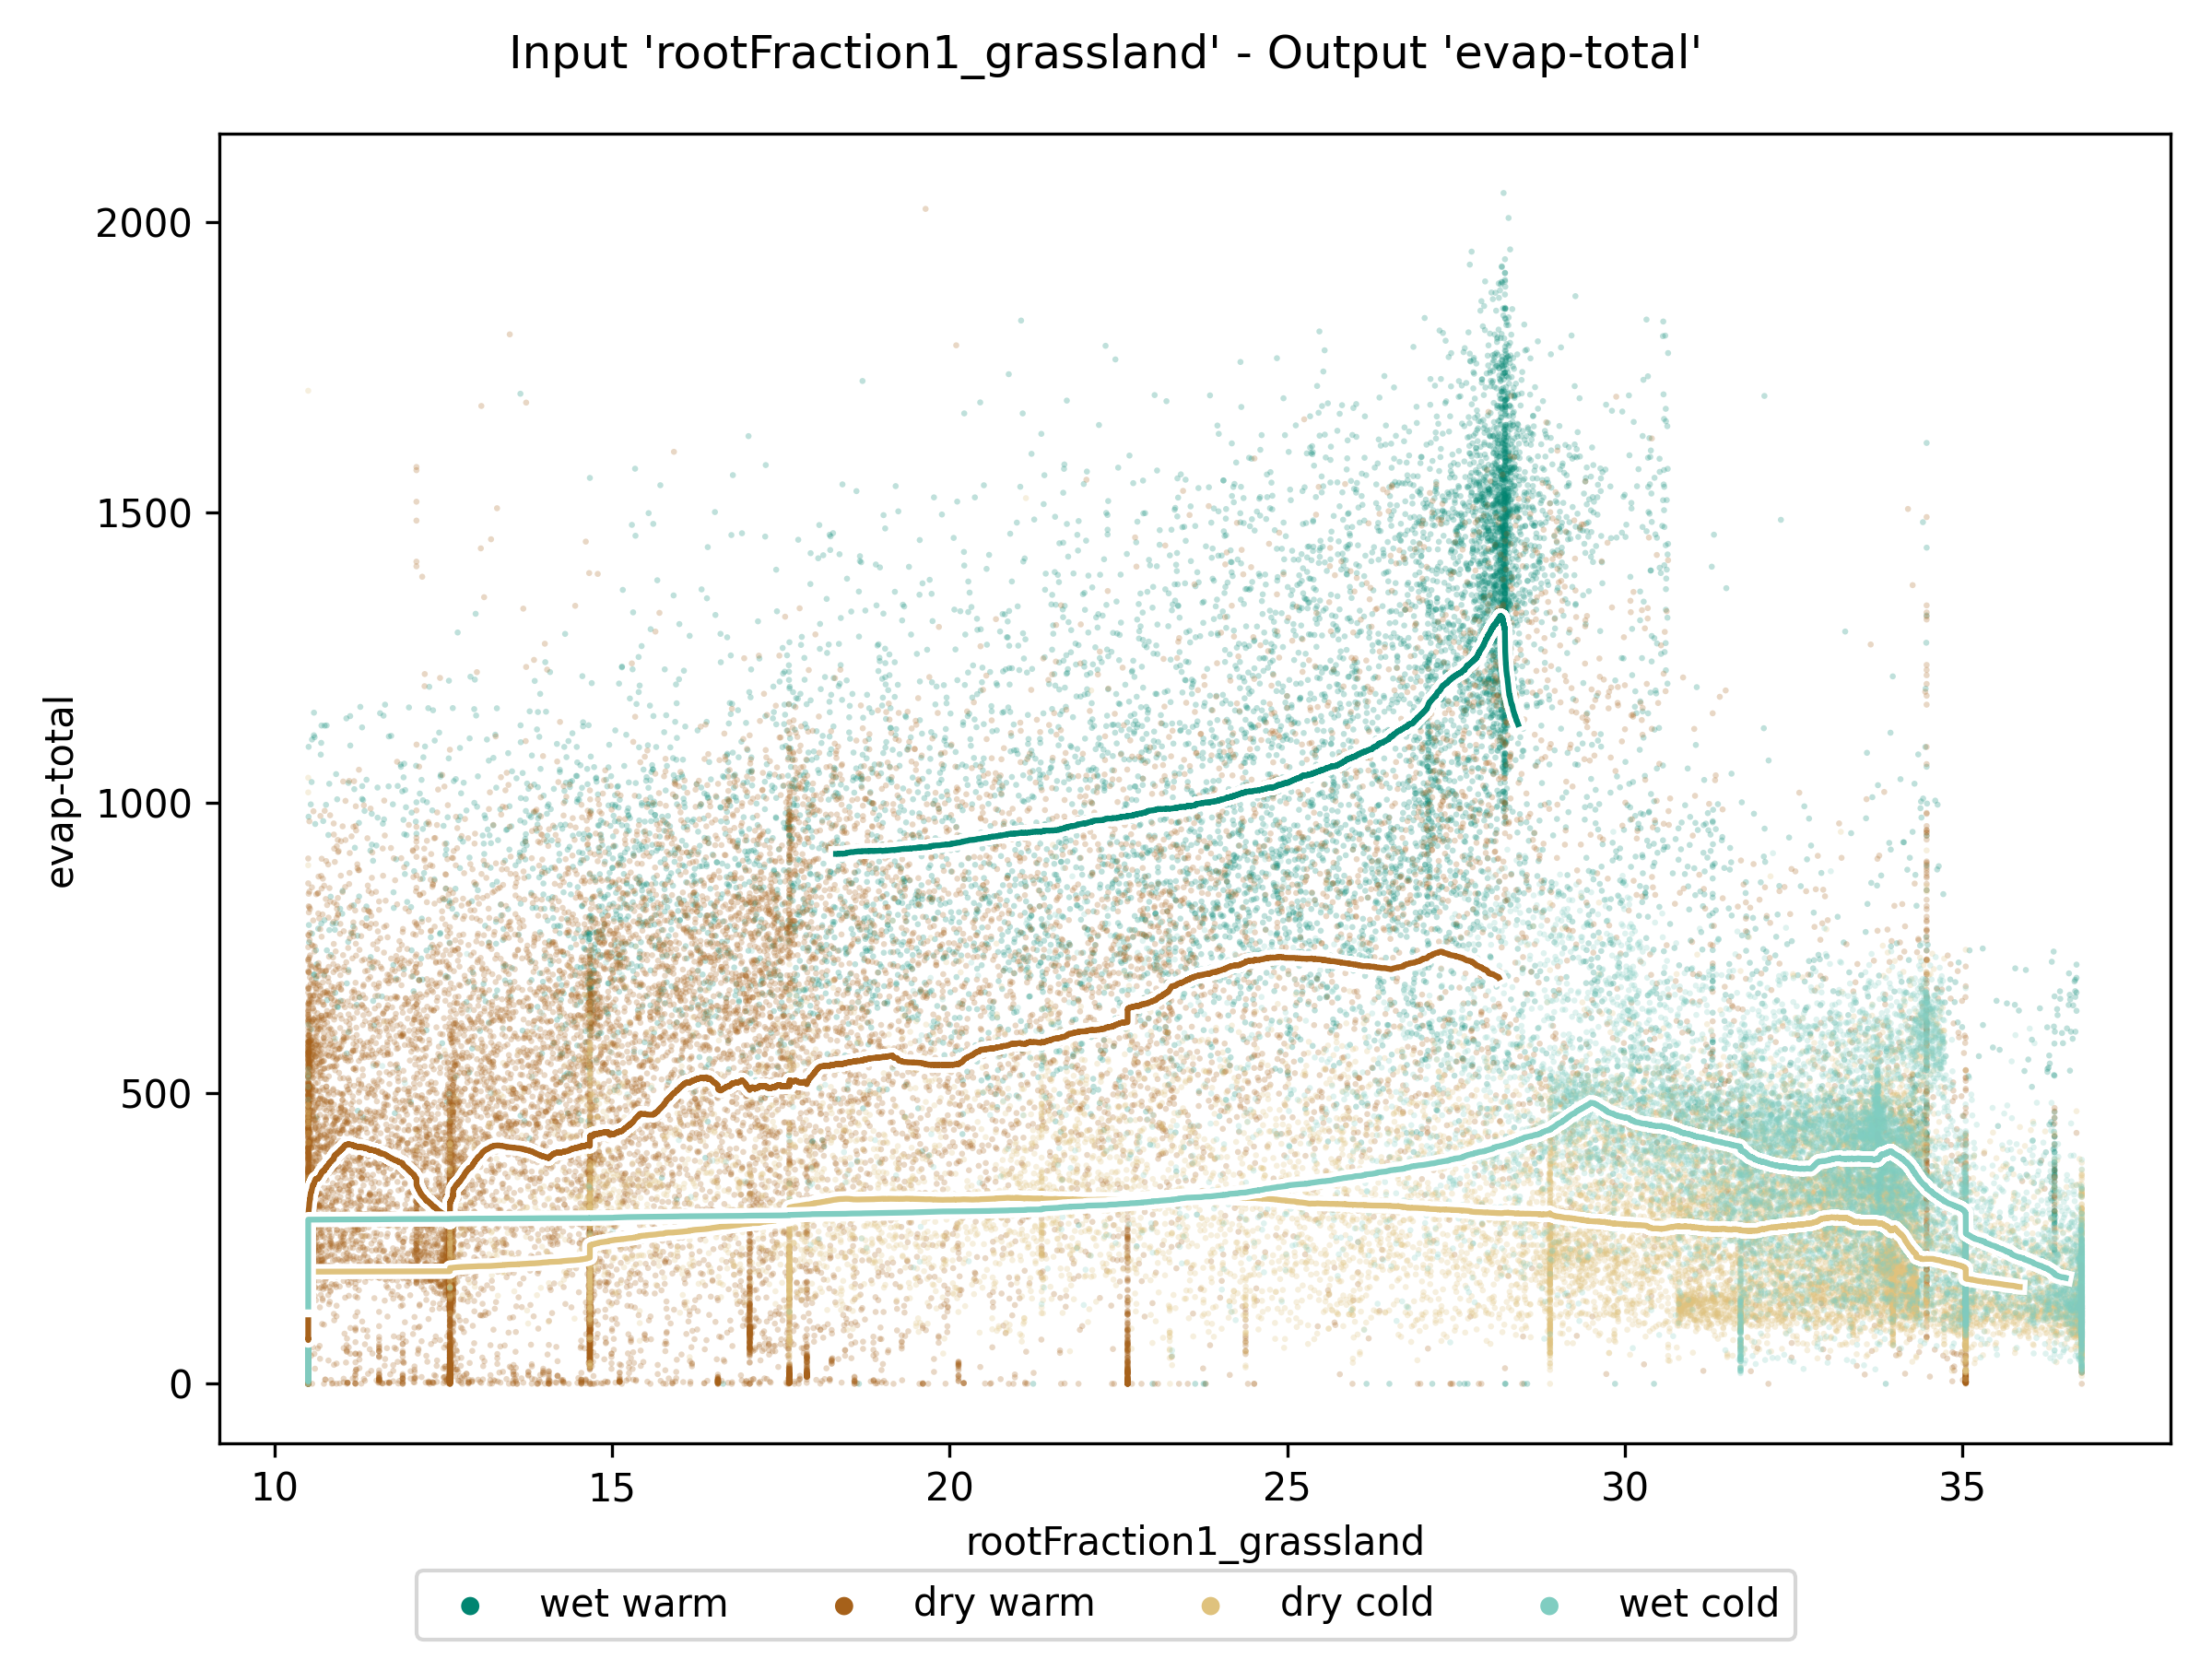 Input 'rootFraction1_grassland' - Output 'evap-total'
2000
1500
1000
500
0
evap-total
10 15 20 25 30 35
rootFraction1_grassland
wet warm dry warm dry cold wet cold